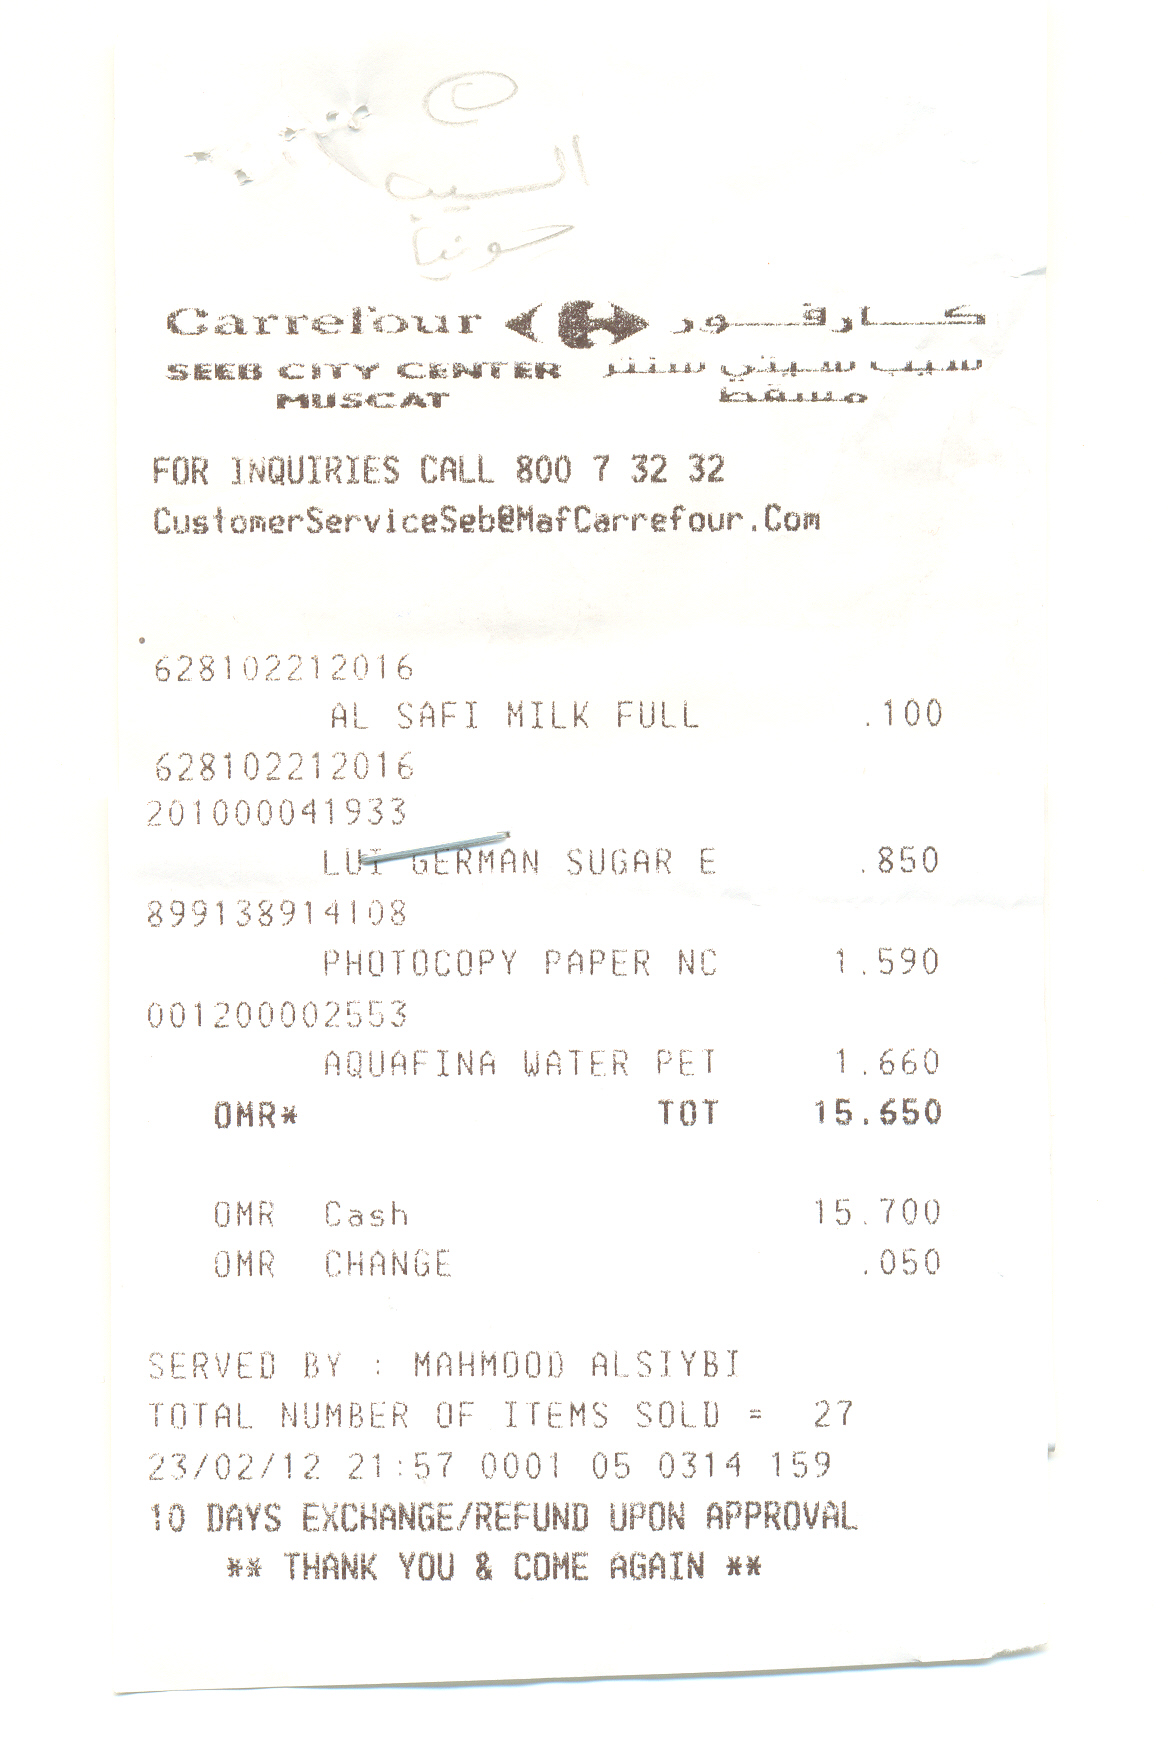 ©
السيب
Carrefour كارفور
SEEB CITY CENTER سيب سيتي سنتر
MUSCAT مسقط
FOR INQUIRIES CALL 800 7 32 32
CustomerServiceSeb@MafCarrefour.Com
628102212016
AL SAFI MILK FULL .100
628102212016
201000041933
LUI GERMAN SUGAR E .850
899138914108
PHOTOCOPY PAPER NC 1.590
001200002553
AQUAFINA WATER PET 1.660
OMR* TOT 15.650
OMR Cash 15.700
OMR CHANGE .050
SERVED BY : MAHMOOD ALSIYBI
TOTAL NUMBER OF ITEMS SOLD = 27
23/02/12 21:57 0001 05 0314 159
10 DAYS EXCHANGE/REFUND UPON APPROVAL
** THANK YOU & COME AGAIN **